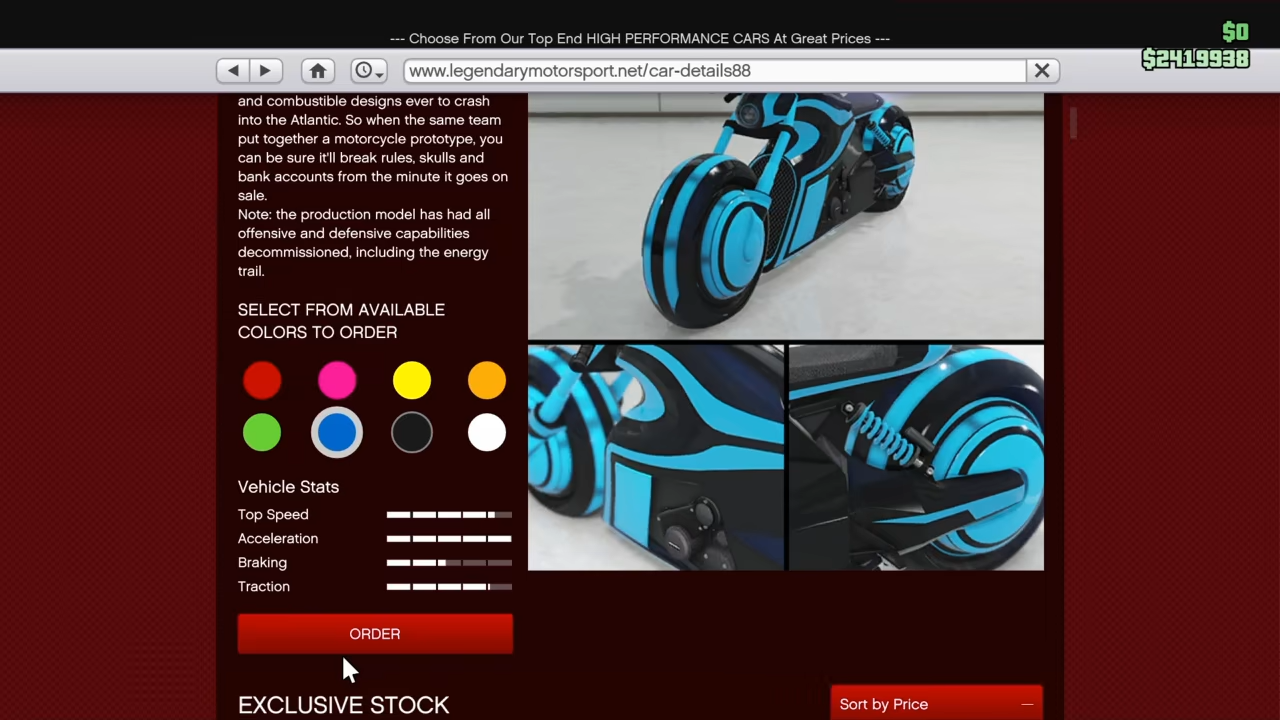 --- Choose From Our Top End HIGH PERFORMANCE CARS At Great Prices ---
$0
$2419938
www.legendarymotorsport.net/car-details88
and combustible designs ever to crash
into the Atlantic. So when the same team
put together a motorcycle prototype, you
can be sure it'll break rules, skulls and
bank accounts from the minute it goes on
sale.
Note: the production model has had all
offensive and defensive capabilities
decommissioned, including the energy
trail.
SELECT FROM AVAILABLE
COLORS TO ORDER
Vehicle Stats
Top Speed
Acceleration
Braking
Traction
ORDER
EXCLUSIVE STOCK
Sort by Price